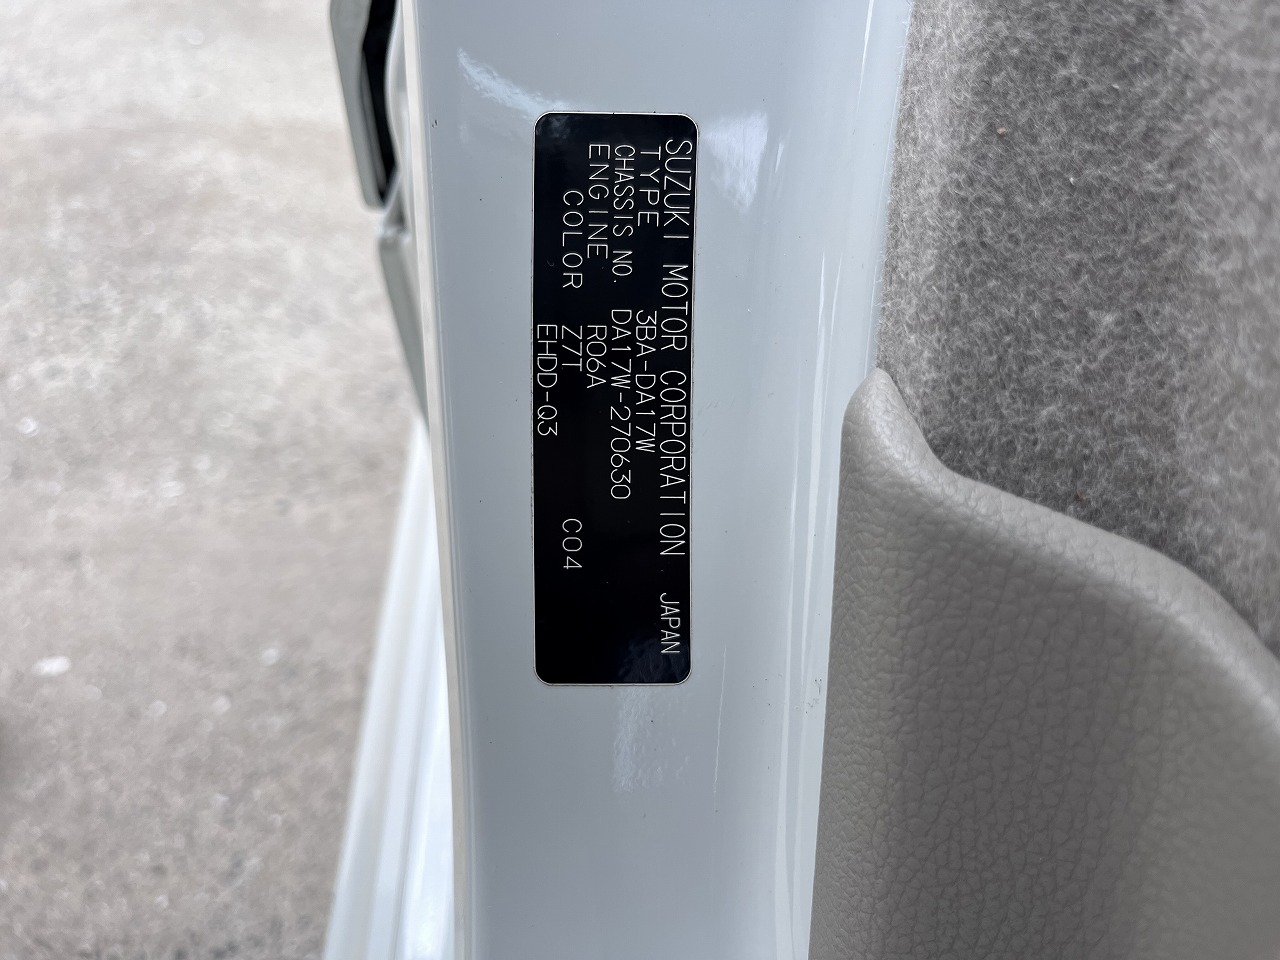 SUZUKI MOTOR CORPORATION JAPAN
TYPE 3BA-DA17W
CHASSIS NO. DA17W-270630
ENGINE R06A
COLOR Z7T C04
EHDD-Q3